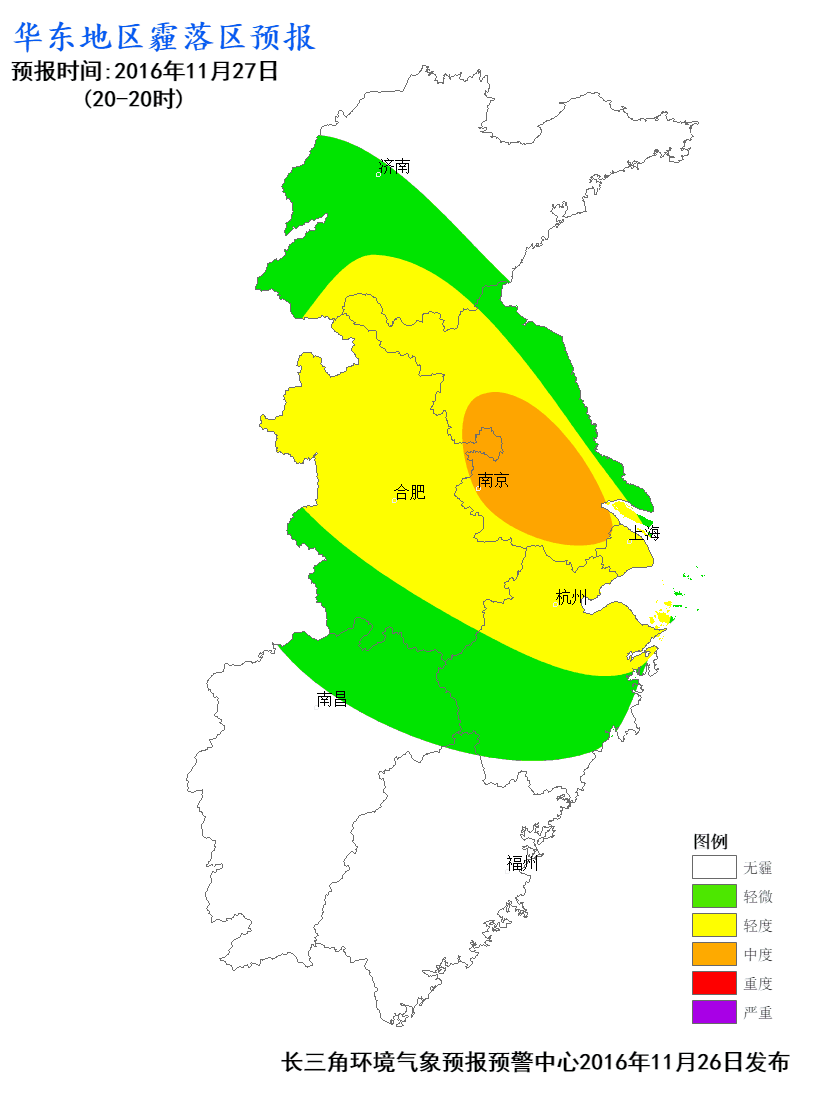 华东地区霾落区预报
预报时间:2016年11月27日
(20-20时)
济南
南京
合肥
上海
杭州
南昌
福州
图例
无霾
轻微
轻度
中度
重度
严重
长三角环境气象预报预警中心2016年11月26日发布